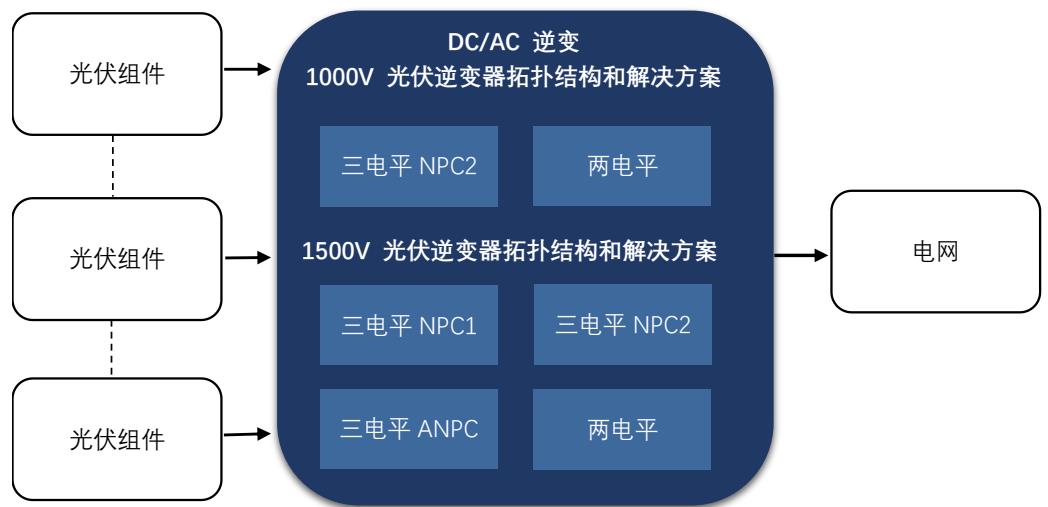 光伏组件
光伏组件
光伏组件
DC/AC 逆变
1000V 光伏逆变器拓扑结构和解决方案
三电平 NPC2
两电平
1500V 光伏逆变器拓扑结构和解决方案
三电平 NPC1
三电平 NPC2
三电平 ANPC
两电平
电网